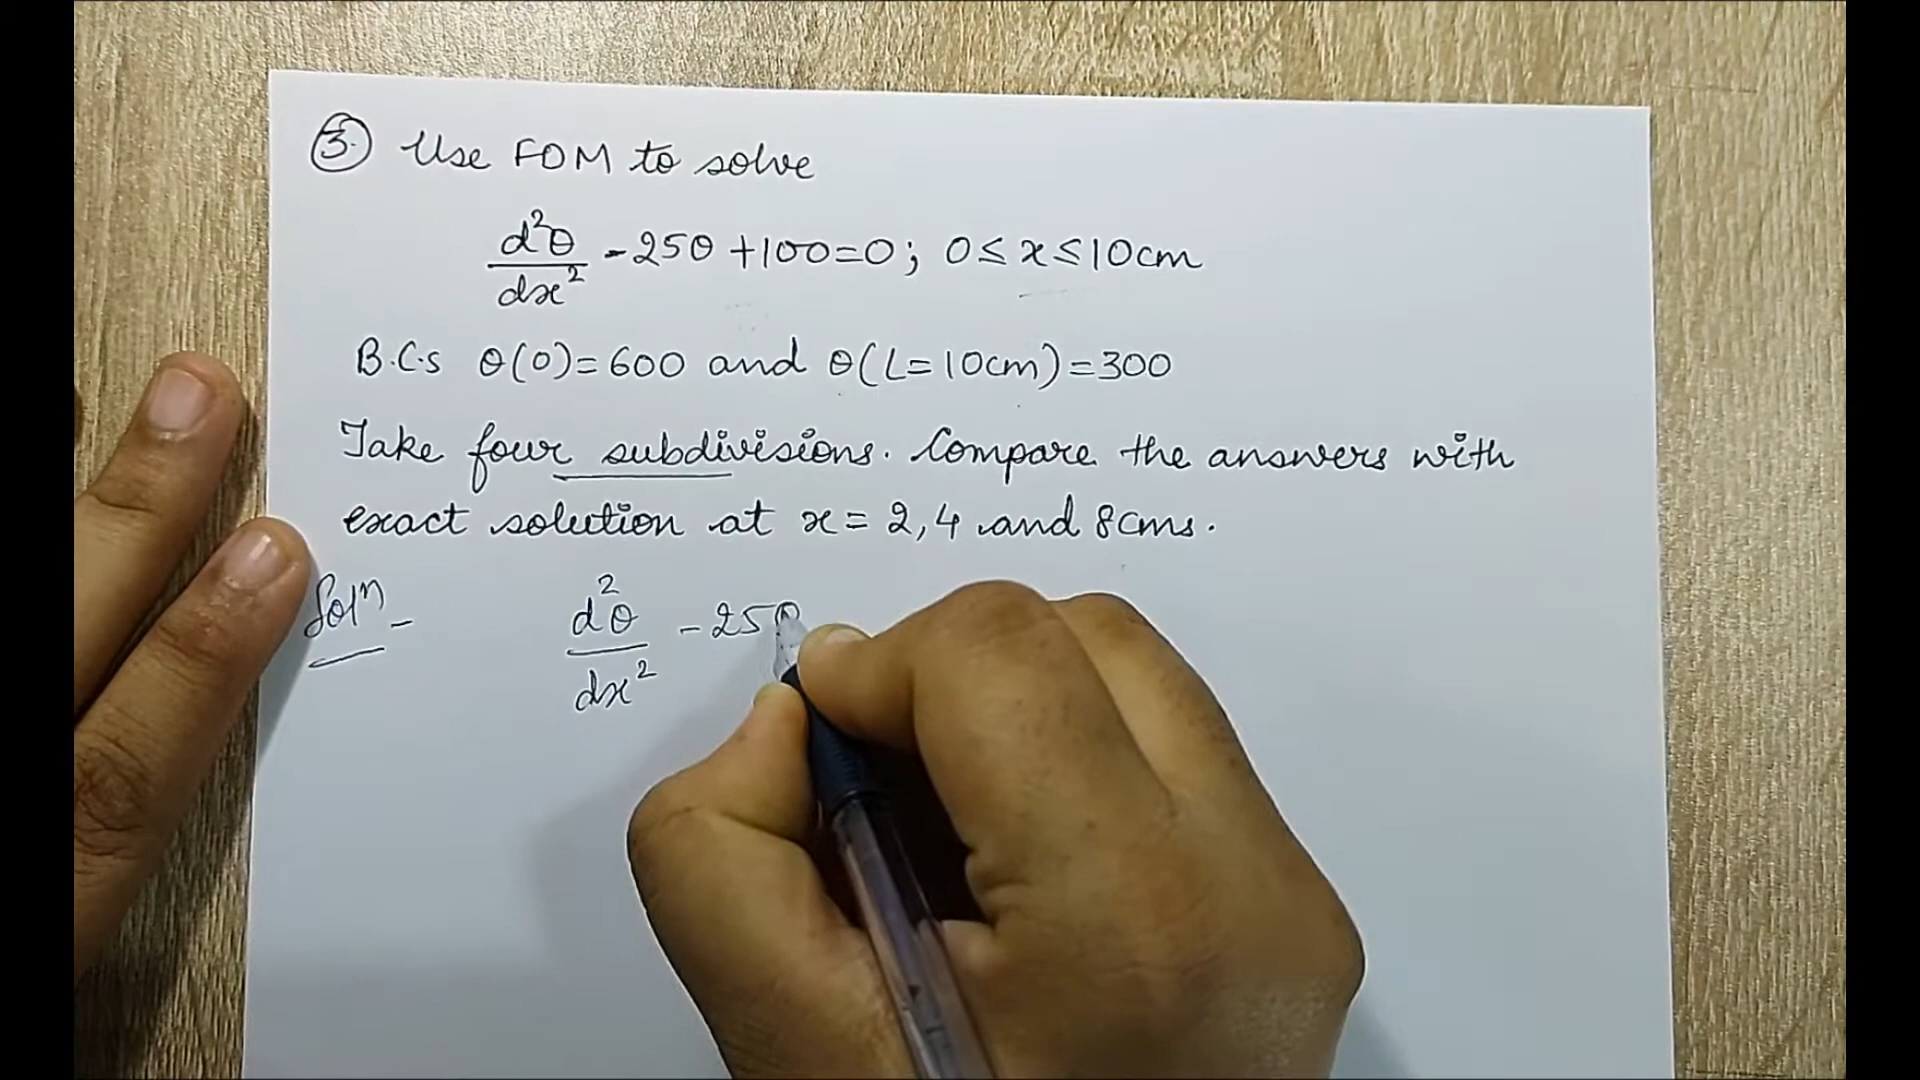 ③. Use FDM to solve
d²θ/dx² - 25θ + 100 = 0 ; 0 ≤ x ≤ 10cm
B.C.s θ(0) = 600 and θ(L = 10cm) = 300
Take four subdivisions. Compare the answers with
exact solution at x = 2, 4 and 8cms.
Solⁿ - d²θ/dx² - 25θ